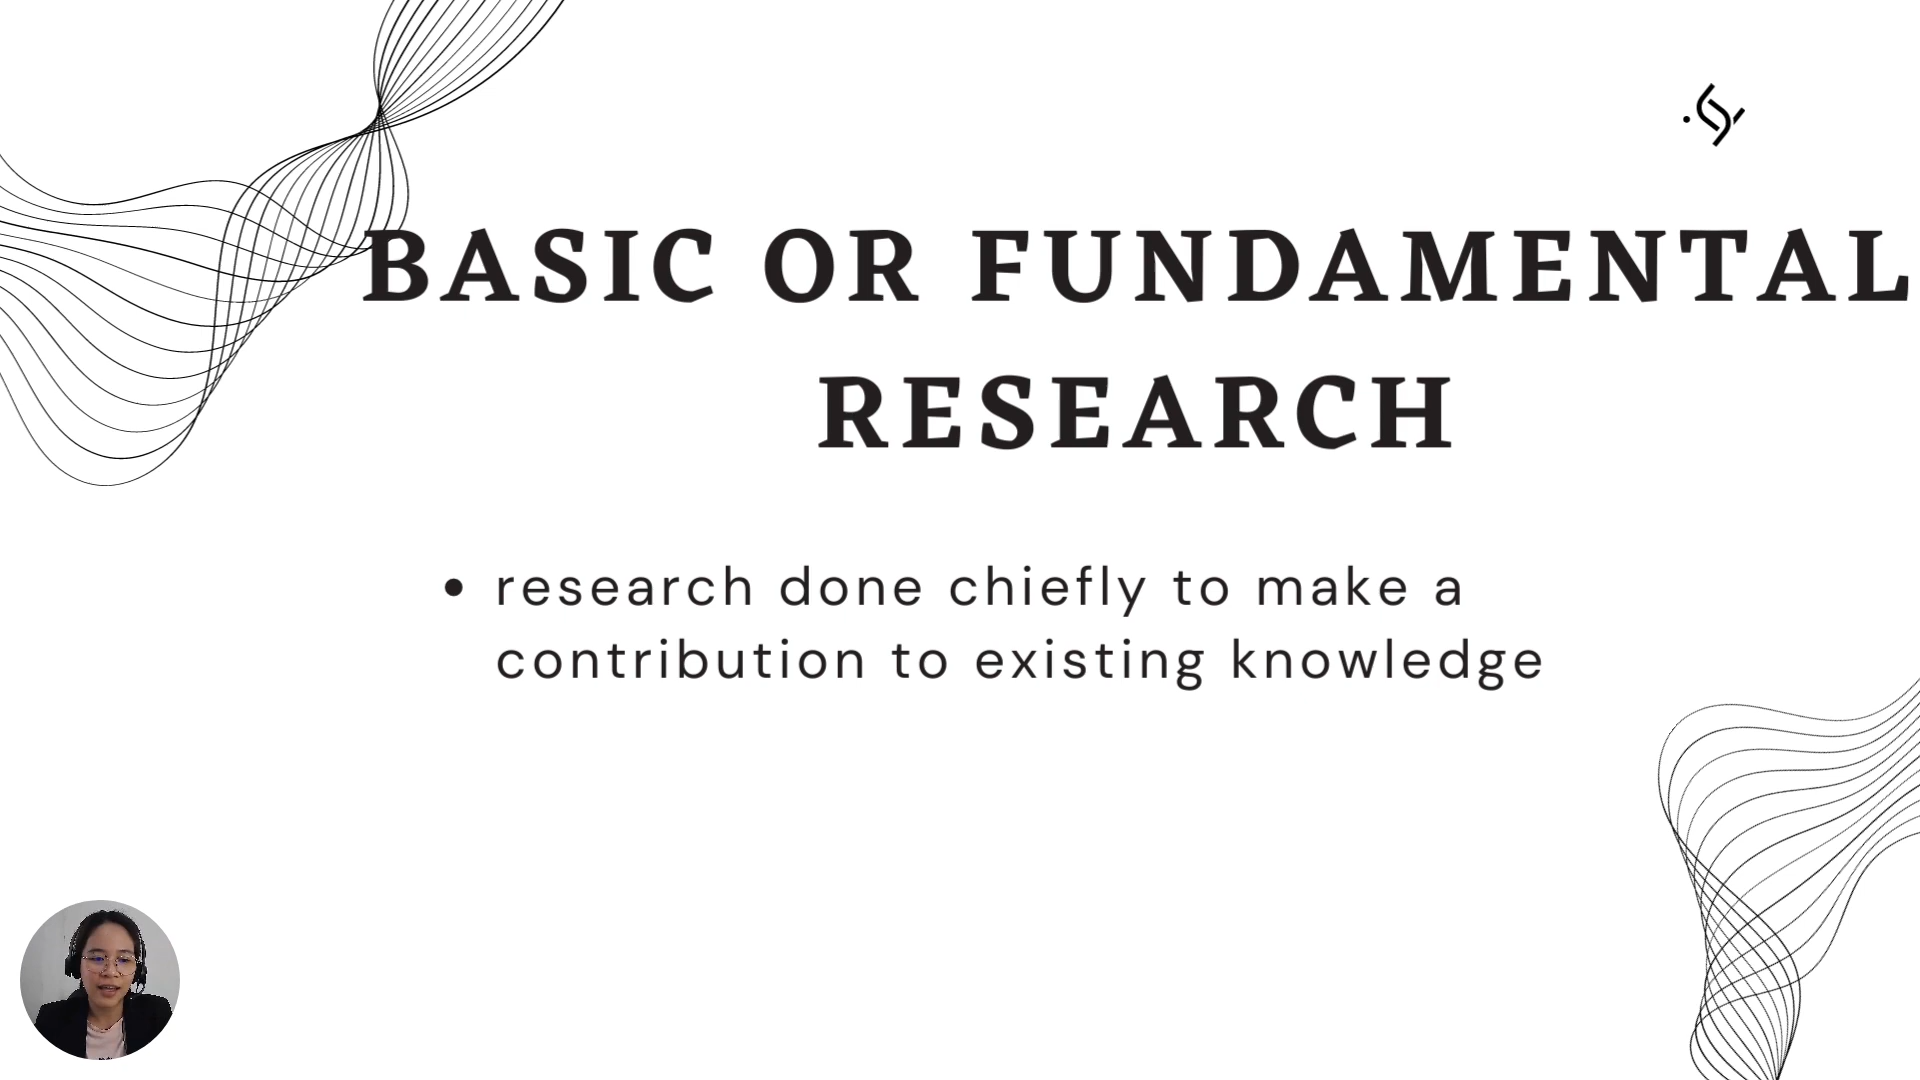 BASIC OR FUNDAMENTAL
RESEARCH
• research done chiefly to make a
contribution to existing knowledge